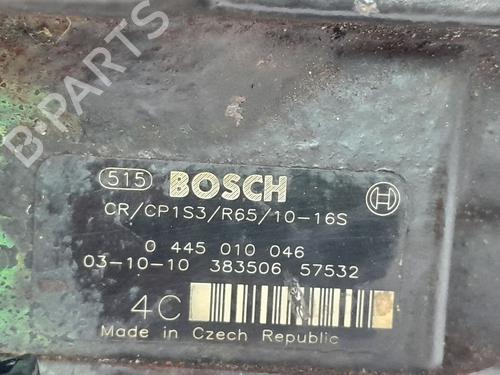 B-PARTS
515 BOSCH
CR/CP1S3/R65/10-16S
0 445 010 046
03-10-10 383506 57532
4C
Made in Czech Republic